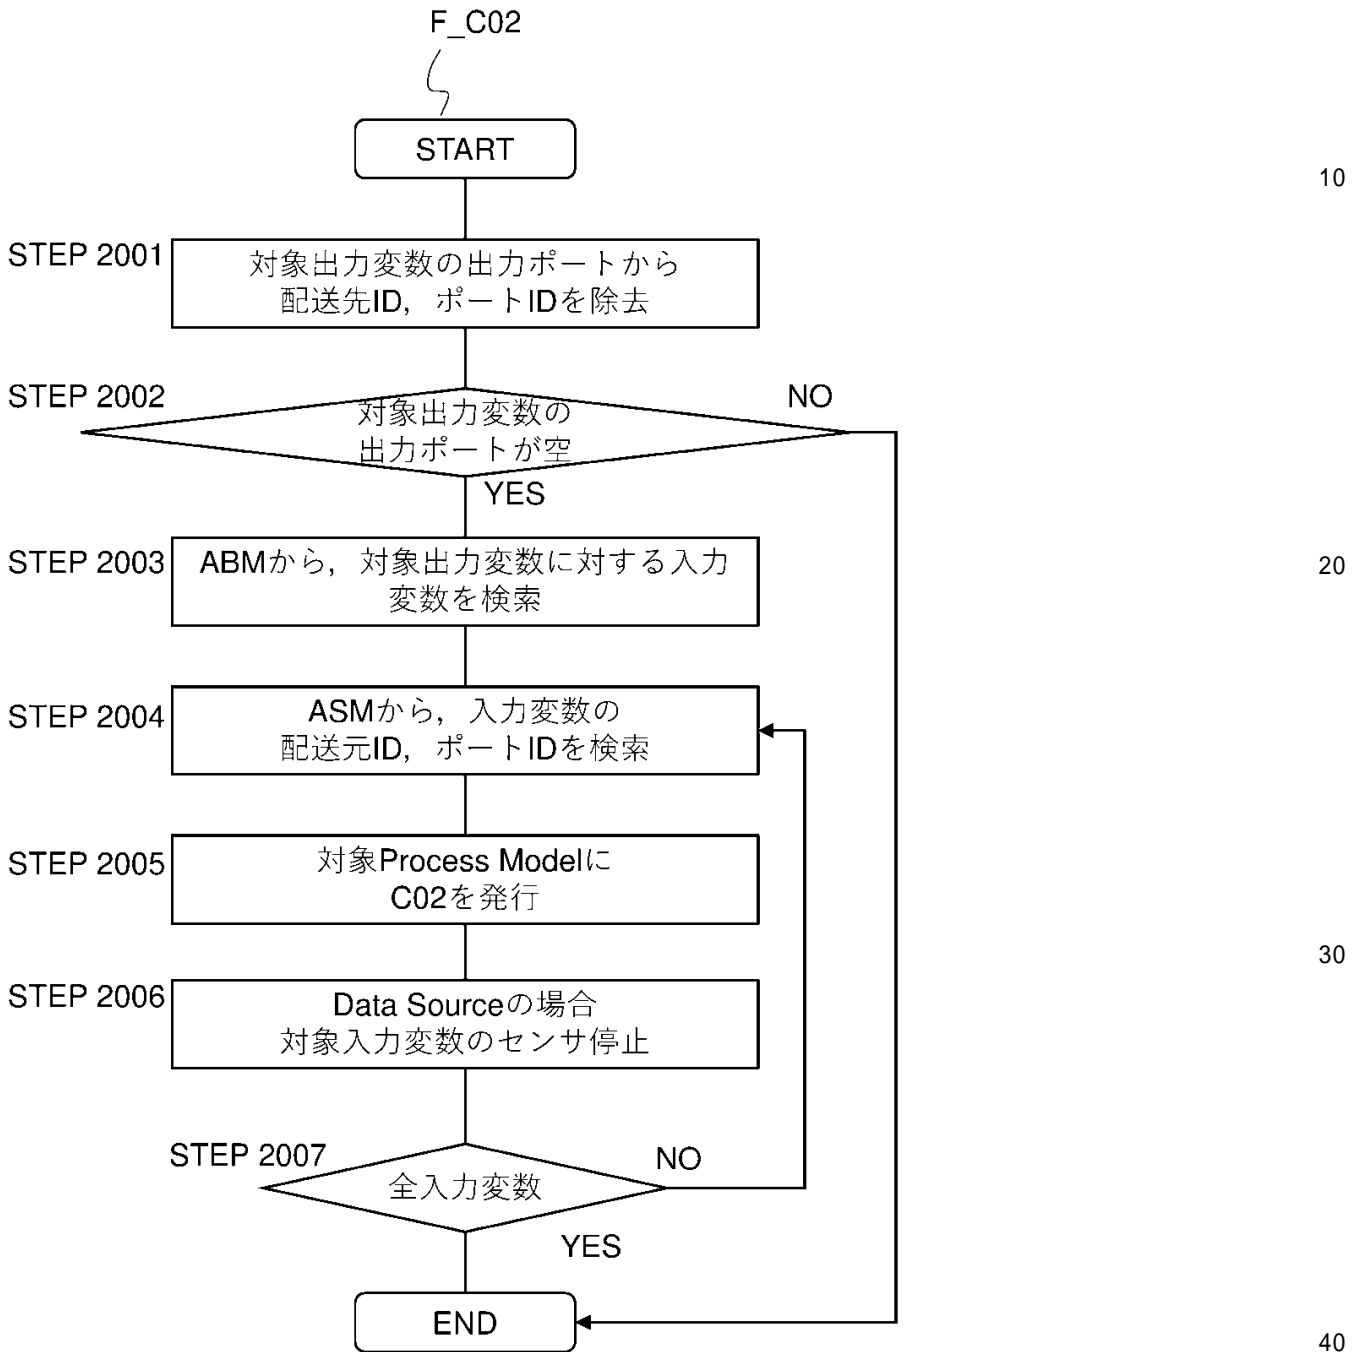 F_C02
START
10
STEP 2001
対象出力変数の出力ポートから
配送先ID，ポートIDを除去
STEP 2002
対象出力変数の
出力ポートが空
NO
YES
STEP 2003
ABMから，対象出力変数に対する入力
変数を検索
20
STEP 2004
ASMから，入力変数の
配送元ID，ポートIDを検索
STEP 2005
対象Process Modelに
C02を発行
30
STEP 2006
Data Sourceの場合
対象入力変数のセンサ停止
STEP 2007
全入力変数
NO
YES
END
40